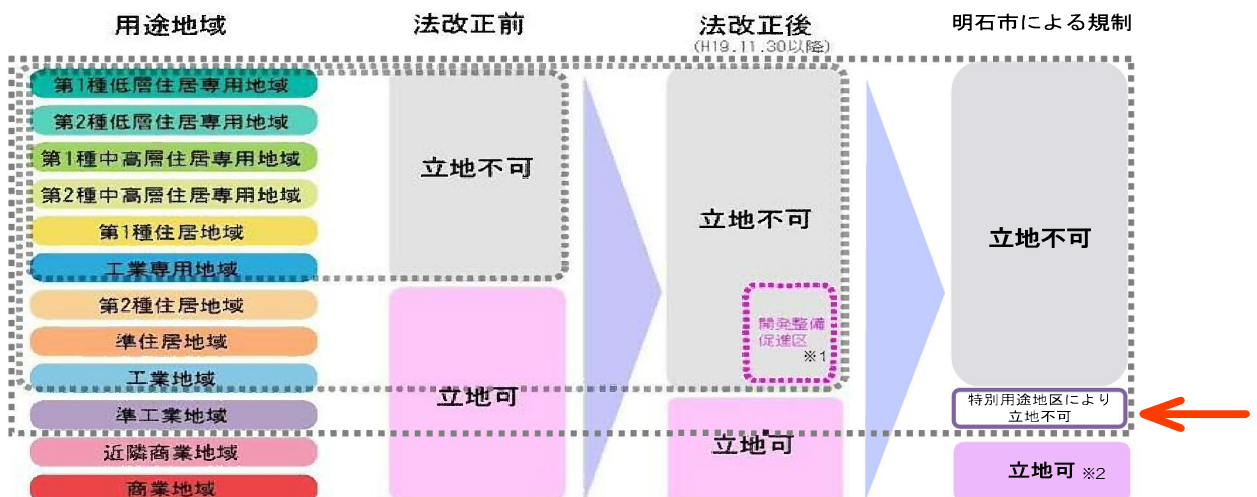 用途地域
法改正前
法改正後
(H19.11.30以降)
明石市による規制
第1種低層住居専用地域
第2種低層住居専用地域
第1種中高層住居専用地域
第2種中高層住居専用地域
第1種住居地域
工業専用地域
第2種住居地域
準住居地域
工業地域
準工業地域
近隣商業地域
商業地域
立地不可
立地可
立地不可
開発整備
促進区
※1
立地可
立地不可
特別用途地区により
立地不可
立地可 ※2